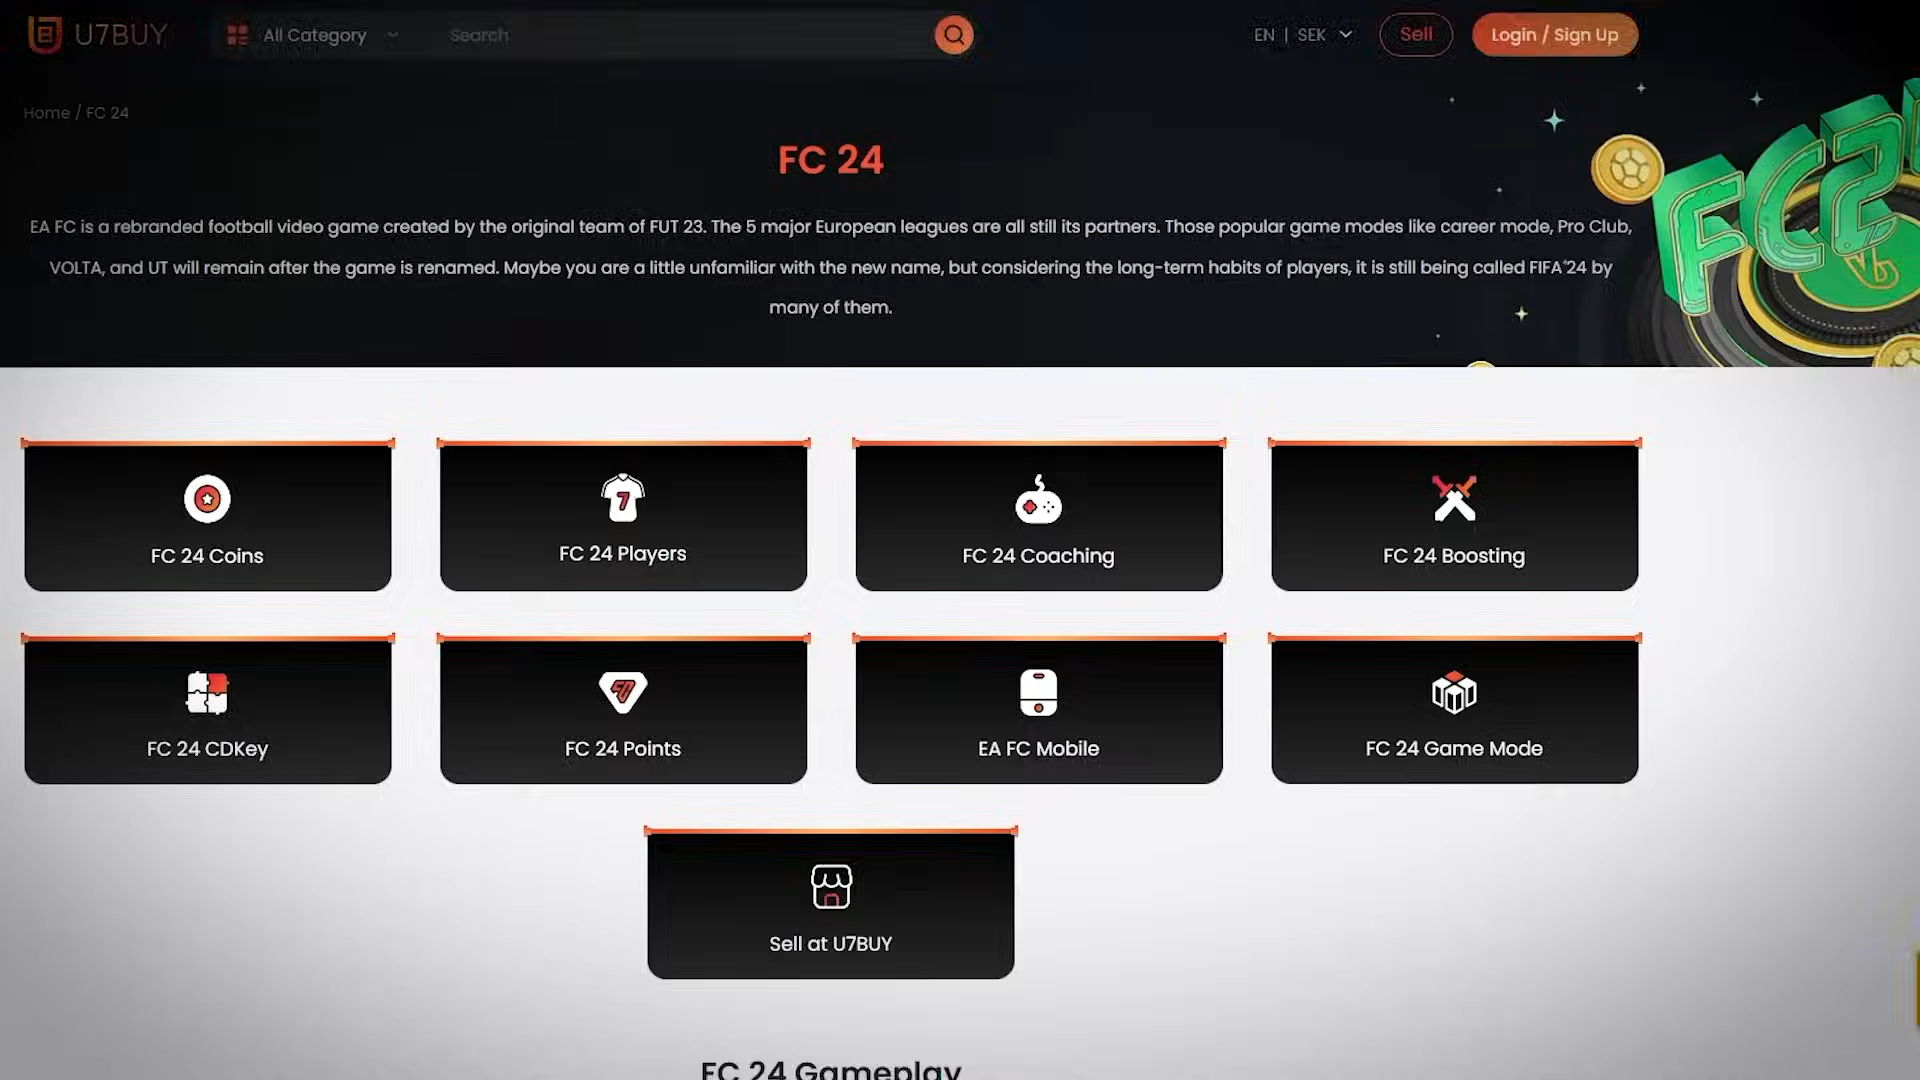 U7BUY
All Category
Search
EN | SEK
Sell
Login / Sign Up
Home / FC 24
FC 24
FC2
EA FC is a rebranded football video game created by the original team of FUT 23. The 5 major European leagues are all still its partners. Those popular game modes like career mode, Pro Club,
VOLTA, and UT will remain after the game is renamed. Maybe you are a little unfamiliar with the new name, but considering the long-term habits of players, it is still being called FIFA 24 by
many of them.
7
FC 24 Coins
FC 24 Players
FC 24 Coaching
FC 24 Boosting
FC 24 CDKey
FC 24 Points
EA FC Mobile
FC 24 Game Mode
Sell at U7BUY
FC 24 Gameplay